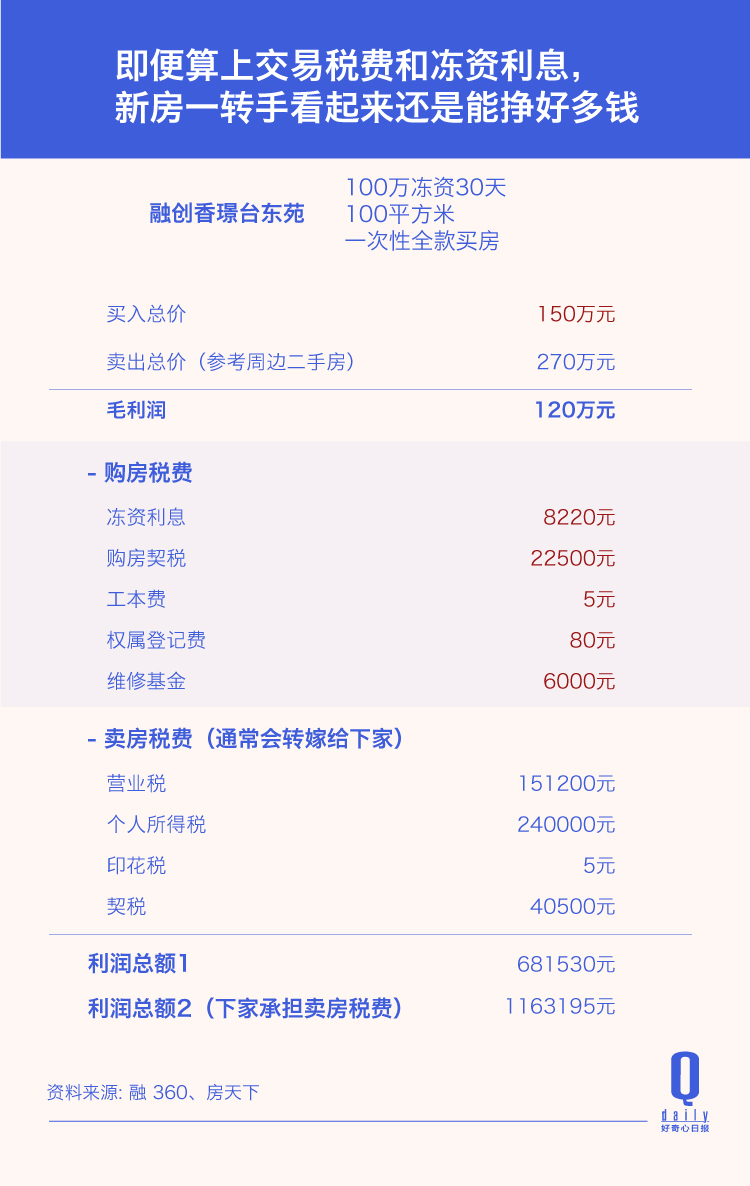 即便算上交易税费和冻资利息，
新房一转手看起来还是能挣好多钱
融创香璟台东苑
100万冻资30天
100平方米
一次性全款买房
买入总价 150万元
卖出总价（参考周边二手房） 270万元
毛利润 120万元
- 购房税费
冻资利息 8220元
购房契税 22500元
工本费 5元
权属登记费 80元
维修基金 6000元
- 卖房税费（通常会转嫁给下家）
营业税 151200元
个人所得税 240000元
印花税 5元
契税 40500元
利润总额1 681530元
利润总额2（下家承担卖房税费） 1163195元
资料来源: 融 360、房天下
Q
daily
好奇心日报